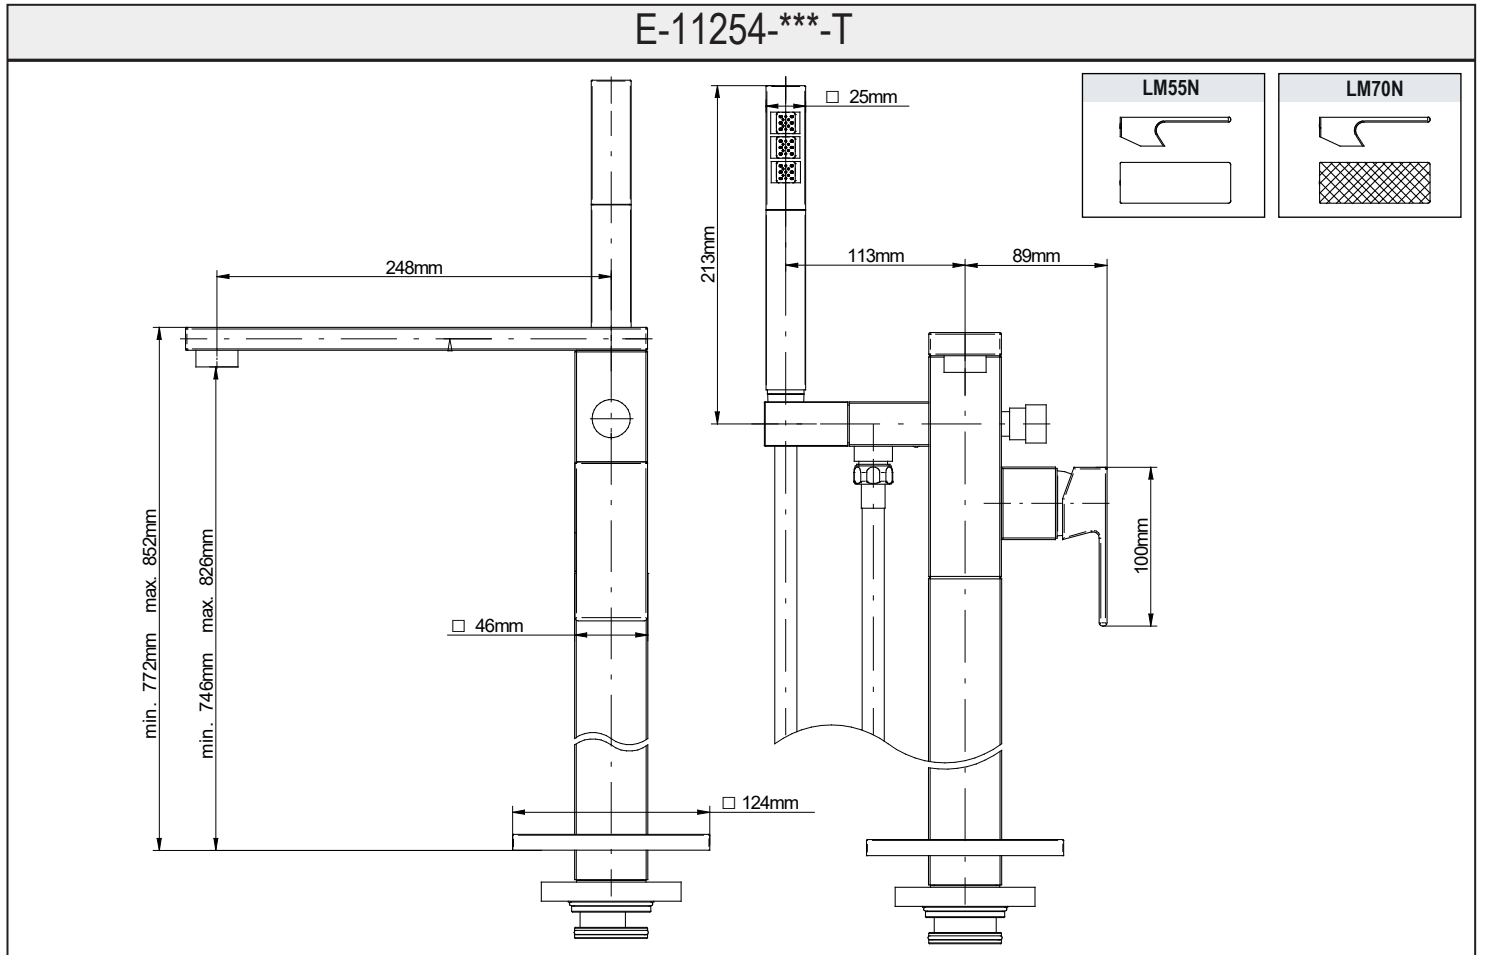 E-11254-***-T
LM55N
LM70N
□ 25mm
213mm
113mm
89mm
248mm
min. 772mm max. 852mm
min. 746mm max. 826mm
100mm
□ 46mm
□ 124mm